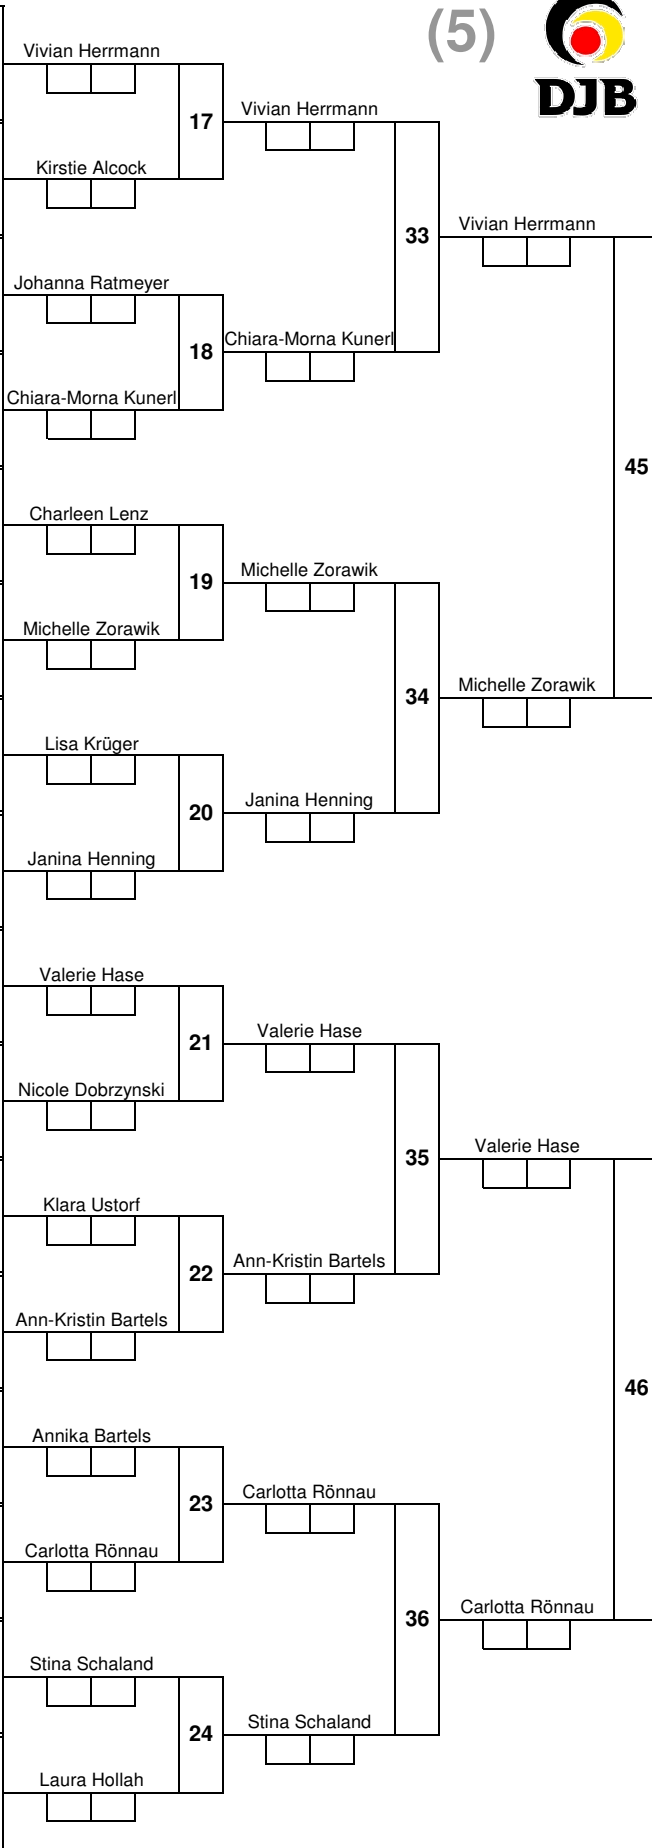 (5)
DJB
Vivian Herrmann
17
Vivian Herrmann
Kirstie Alcock
33
Vivian Herrmann
Johanna Ratmeyer
18
Chiara-Morna Kunerl
Chiara-Morna Kunerl
45
Charleen Lenz
19
Michelle Zorawik
Michelle Zorawik
34
Michelle Zorawik
Lisa Krüger
20
Janina Henning
Janina Henning
Valerie Hase
21
Valerie Hase
Nicole Dobrzynski
35
Valerie Hase
Klara Ustorf
22
Ann-Kristin Bartels
Ann-Kristin Bartels
46
Annika Bartels
23
Carlotta Rönnau
Carlotta Rönnau
36
Carlotta Rönnau
Stina Schaland
24
Stina Schaland
Laura Hollah